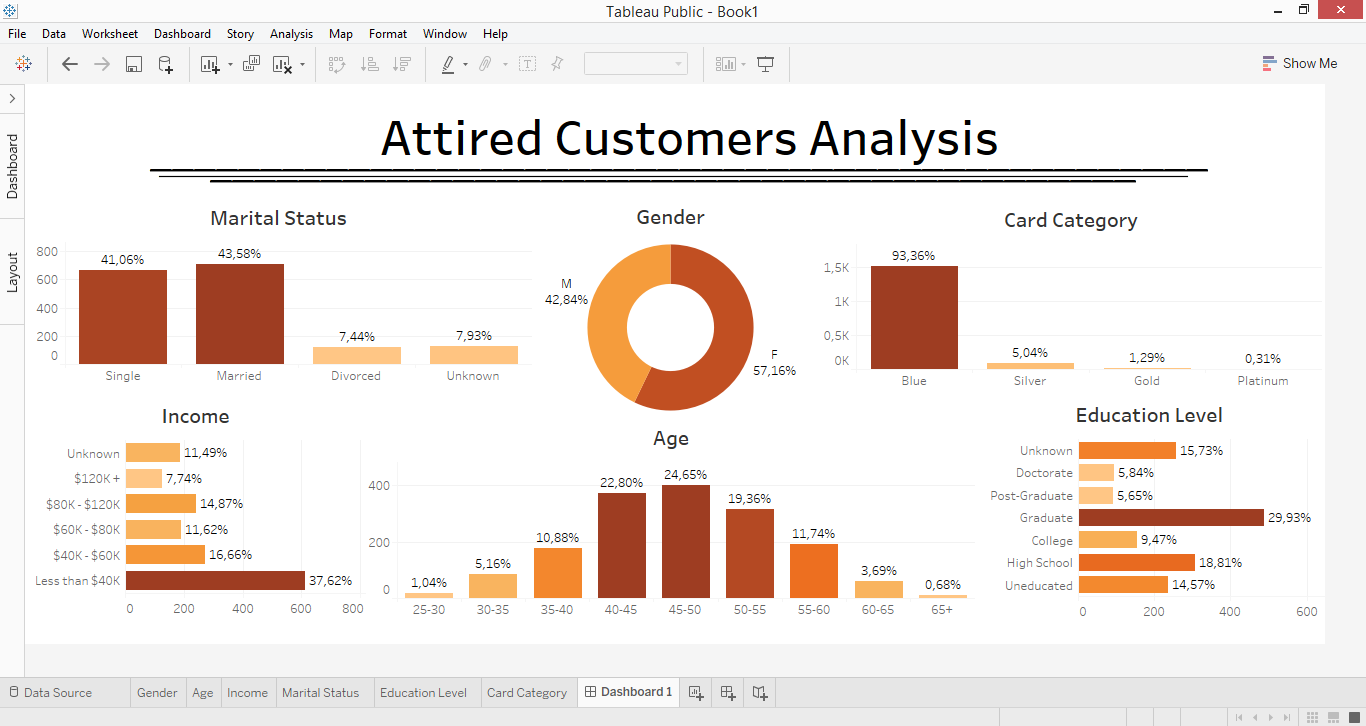 Tableau Public - Book1
File Data Worksheet Dashboard Story Analysis Map Format Window Help
Show Me
Dashboard
Layout
Attired Customers Analysis
Marital Status
800
600
400
200
0
41,06%
43,58%
7,44%
7,93%
Single Married Divorced Unknown
Gender
M
42,84%
F
57,16%
Card Category
1,5K
1K
0,5K
0K
93,36%
5,04%
1,29%
0,31%
Blue Silver Gold Platinum
Income
Unknown 11,49%
$120K + 7,74%
$80K - $120K 14,87%
$60K - $80K 11,62%
$40K - $60K 16,66%
Less than $40K 37,62%
0 200 400 600 800
Age
400
200
0
1,04%
5,16%
10,88%
22,80%
24,65%
19,36%
11,74%
3,69%
0,68%
25-30 30-35 35-40 40-45 45-50 50-55 55-60 60-65 65+
Education Level
Unknown 15,73%
Doctorate 5,84%
Post-Graduate 5,65%
Graduate 29,93%
College 9,47%
High School 18,81%
Uneducated 14,57%
0 200 400 600
Data Source Gender Age Income Marital Status Education Level Card Category Dashboard 1